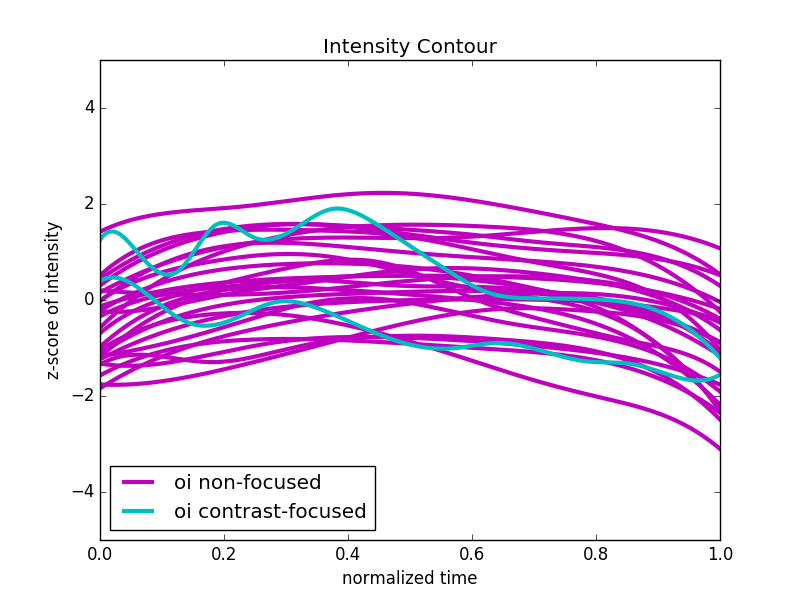 Intensity Contour
z-score of intensity
4
2
0
−2
−4
oi non-focused
oi contrast-focused
0.0 0.2 0.4 0.6 0.8 1.0
normalized time